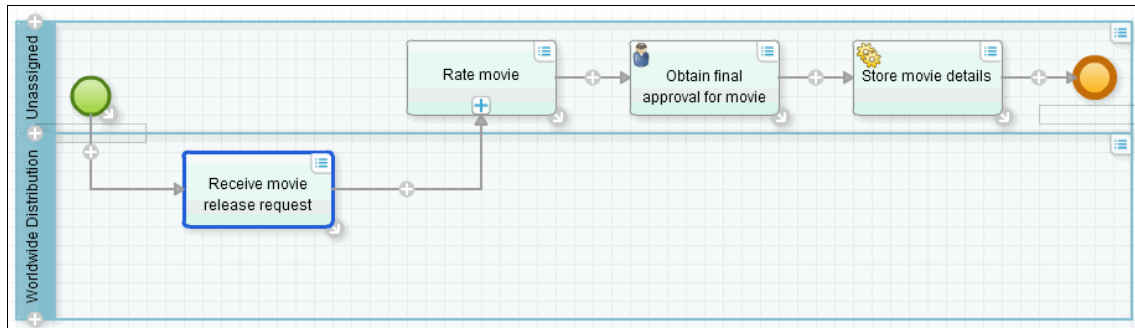 Unassigned
Rate movie
Obtain final
approval for movie
Store movie details
Worldwide Distribution
Receive movie
release request